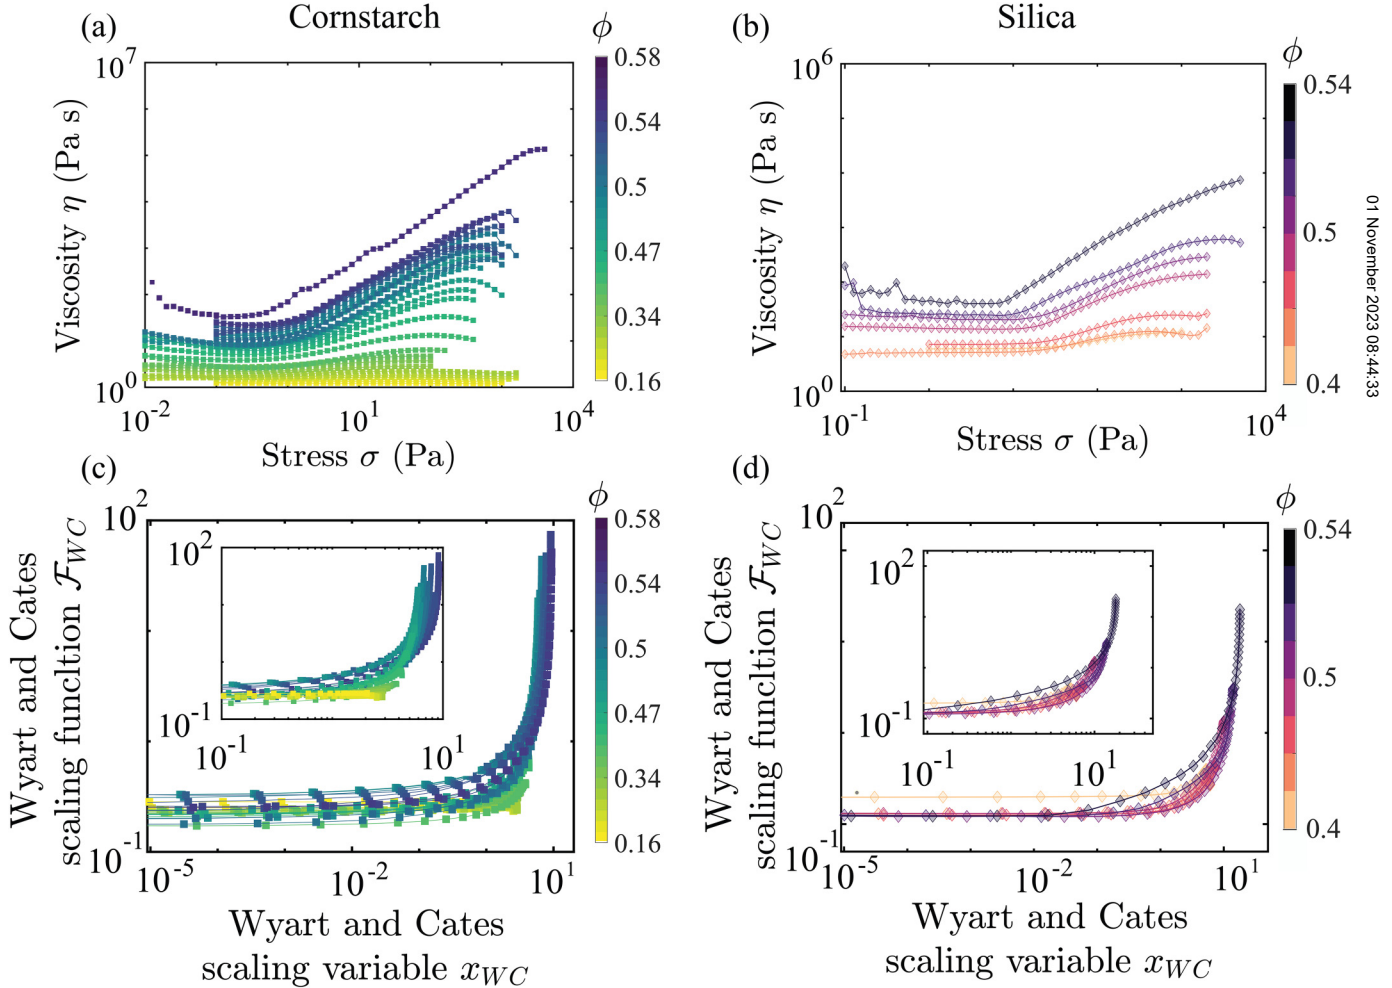 (a) Cornstarch
ϕ
10^7
Viscosity η (Pa s)
10^0
10^-2 10^1 10^4
Stress σ (Pa)
0.58
0.54
0.5
0.47
0.34
0.16
(b) Silica
ϕ
10^6
Viscosity η (Pa s)
10^0
10^-1 10^4
Stress σ (Pa)
0.54
0.5
0.4
01 November 2023 08:44:33
(c)
ϕ
10^2
Wyart and Cates
scaling funcltion 𝓕_WC
10^-1
10^-5 10^-2 10^1
Wyart and Cates
scaling variable x_WC
10^2
10^-1
10^-1 10^1
0.58
0.54
0.5
0.47
0.34
0.16
(d)
ϕ
10^2
Wyart and Cates
scaling function 𝓕_WC
10^-1
10^-5 10^-2 10^1
Wyart and Cates
scaling variable x_WC
10^2
10^-1
10^-1 10^1
0.54
0.5
0.4